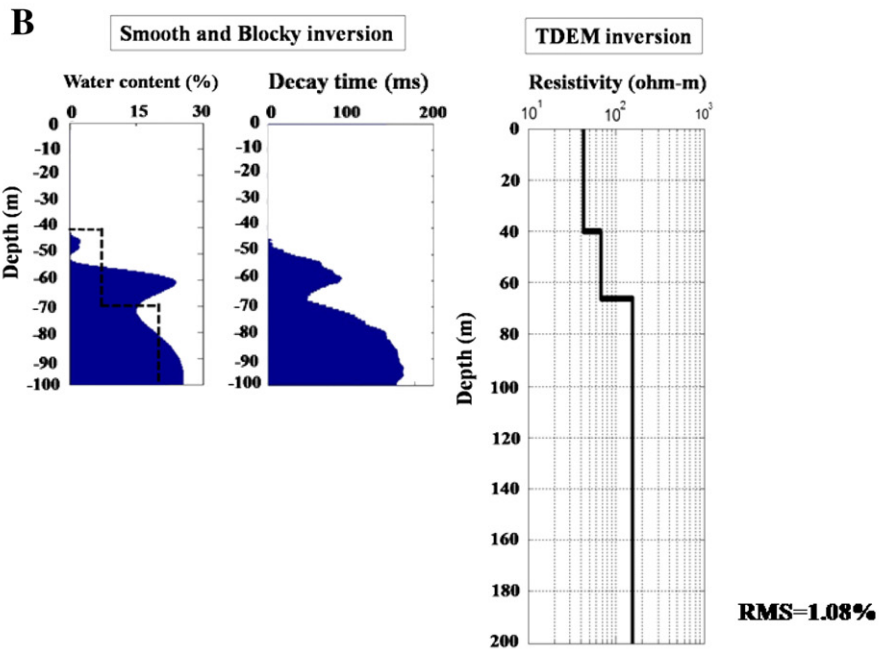 B
Smooth and Blocky inversion
TDEM inversion
Water content (%)
Decay time (ms)
Resistivity (ohm-m)
0 15 30
0 100 200
10¹ 10² 10³
Depth (m)
0
-10
-20
-30
-40
-50
-60
-70
-80
-90
-100
0
-10
-20
-30
-40
-50
-60
-70
-80
-90
-100
Depth (m)
0
20
40
60
80
100
120
140
160
180
200
RMS=1.08%